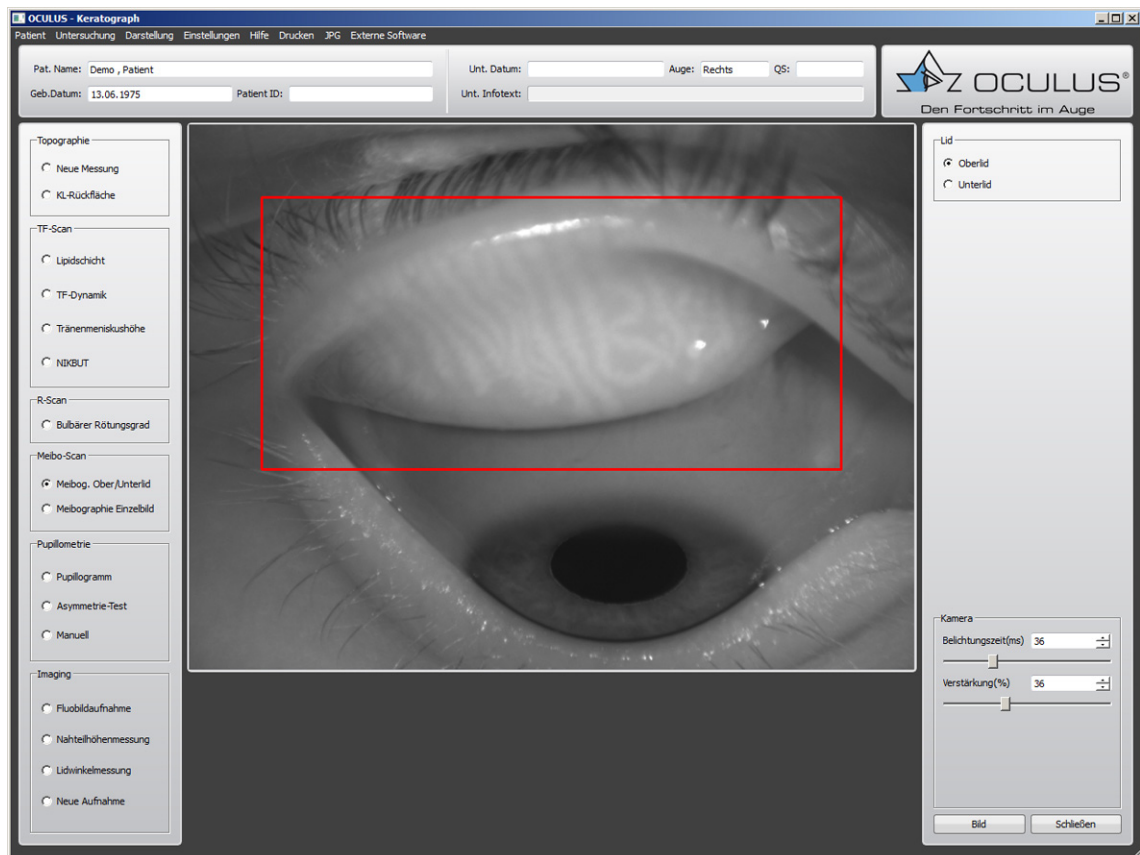 OCULUS - Keratograph
Patient Untersuchung Darstellung Einstellungen Hilfe Drucken JPG Externe Software
Pat. Name: Demo , Patient
Geb.Datum: 13.06.1975 Patient ID:
Unt. Datum: Auge: Rechts QS:
Unt. Infotext:
OCULUS®
Den Fortschritt im Auge
Topographie
Neue Messung
KL-Rückfläche
TF-Scan
Lipidschicht
TF-Dynamik
Tränenmeniskushöhe
NIKBUT
R-Scan
Bulbärer Rötungsgrad
Meibo-Scan
Meibog. Ober/Unterlid
Meibographie Einzelbild
Pupillometrie
Pupillogramm
Asymmetrie-Test
Manuell
Imaging
Fluobildaufnahme
Nahteilhöhenmessung
Lidwinkelmessung
Neue Aufnahme
Lid
Oberlid
Unterlid
Kamera
Belichtungszeit(ms) 36
Verstärkung(%) 36
Bild Schließen